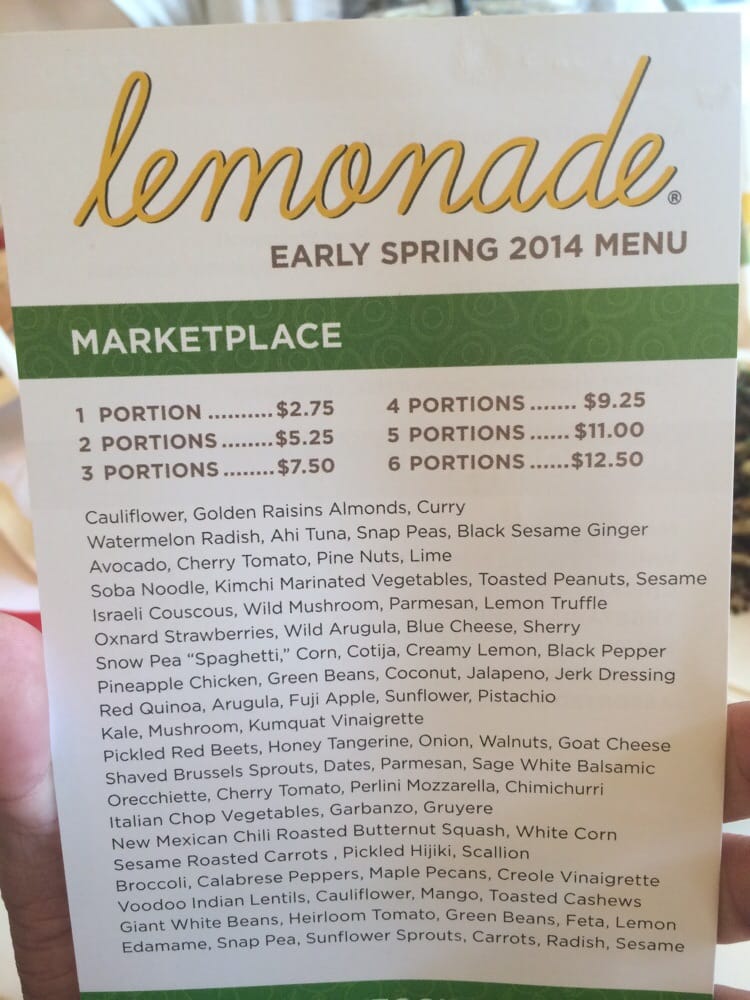 lemonade®
EARLY SPRING 2014 MENU
MARKETPLACE
1 PORTION ..........$2.75
2 PORTIONS ........$5.25
3 PORTIONS ........$7.50
4 PORTIONS ....... $9.25
5 PORTIONS ...... $11.00
6 PORTIONS ......$12.50
Cauliflower, Golden Raisins Almonds, Curry
Watermelon Radish, Ahi Tuna, Snap Peas, Black Sesame Ginger
Avocado, Cherry Tomato, Pine Nuts, Lime
Soba Noodle, Kimchi Marinated Vegetables, Toasted Peanuts, Sesame
Israeli Couscous, Wild Mushroom, Parmesan, Lemon Truffle
Oxnard Strawberries, Wild Arugula, Blue Cheese, Sherry
Snow Pea “Spaghetti,” Corn, Cotija, Creamy Lemon, Black Pepper
Pineapple Chicken, Green Beans, Coconut, Jalapeno, Jerk Dressing
Red Quinoa, Arugula, Fuji Apple, Sunflower, Pistachio
Kale, Mushroom, Kumquat Vinaigrette
Pickled Red Beets, Honey Tangerine, Onion, Walnuts, Goat Cheese
Shaved Brussels Sprouts, Dates, Parmesan, Sage White Balsamic
Orecchiette, Cherry Tomato, Perlini Mozzarella, Chimichurri
Italian Chop Vegetables, Garbanzo, Gruyere
New Mexican Chili Roasted Butternut Squash, White Corn
Sesame Roasted Carrots , Pickled Hijiki, Scallion
Broccoli, Calabrese Peppers, Maple Pecans, Creole Vinaigrette
Voodoo Indian Lentils, Cauliflower, Mango, Toasted Cashews
Giant White Beans, Heirloom Tomato, Green Beans, Feta, Lemon
Edamame, Snap Pea, Sunflower Sprouts, Carrots, Radish, Sesame